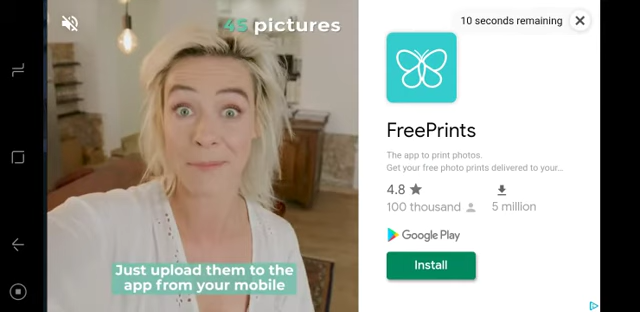 45 pictures
Just upload them to the
app from your mobile
10 seconds remaining
FreePrints
The app to print photos.
Get your free photo prints delivered to your...
4.8
100 thousand
5 million
Google Play
Install